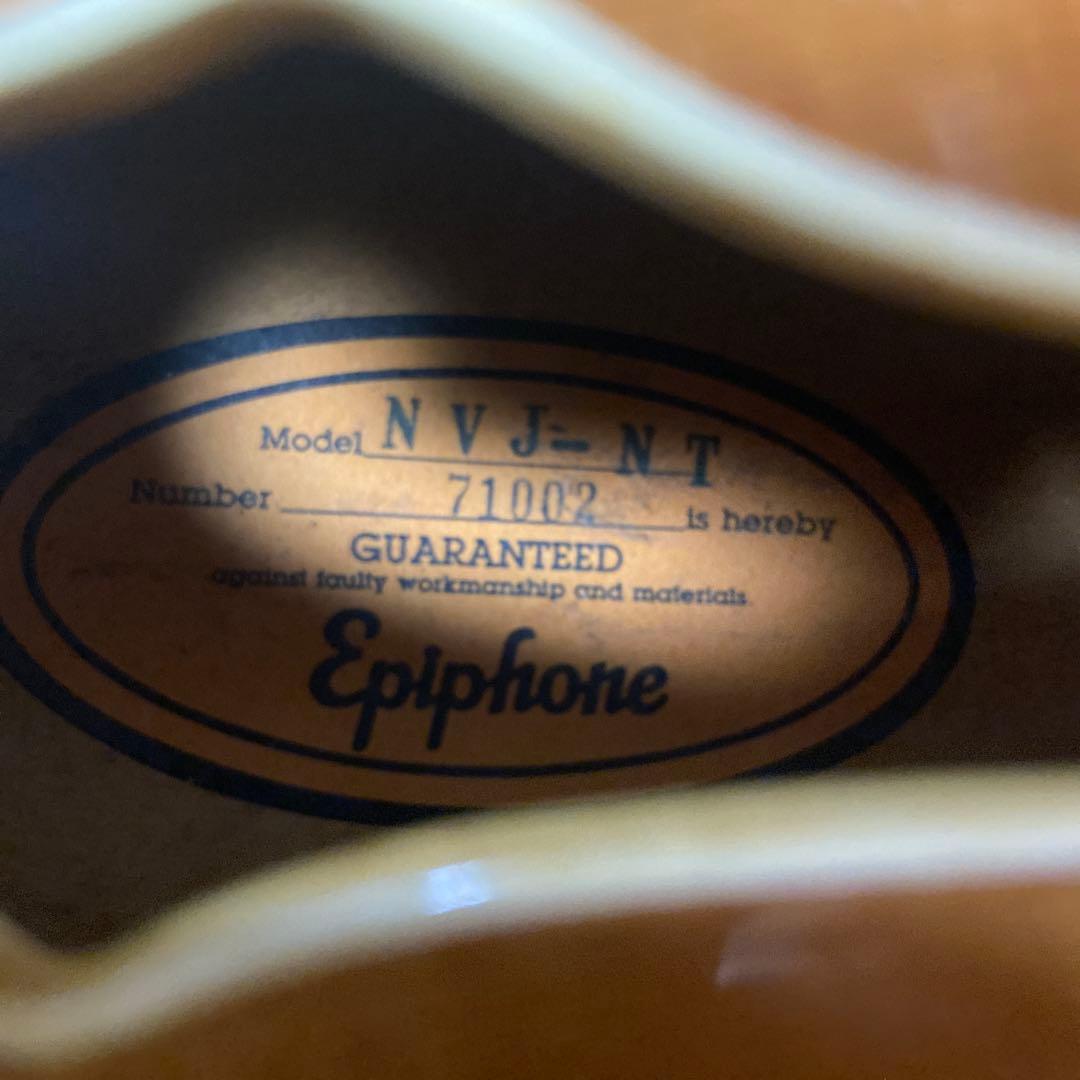 Model NVJ-NT
Number 71002 is hereby
GUARANTEED
against faulty workmanship and materials.
Epiphone